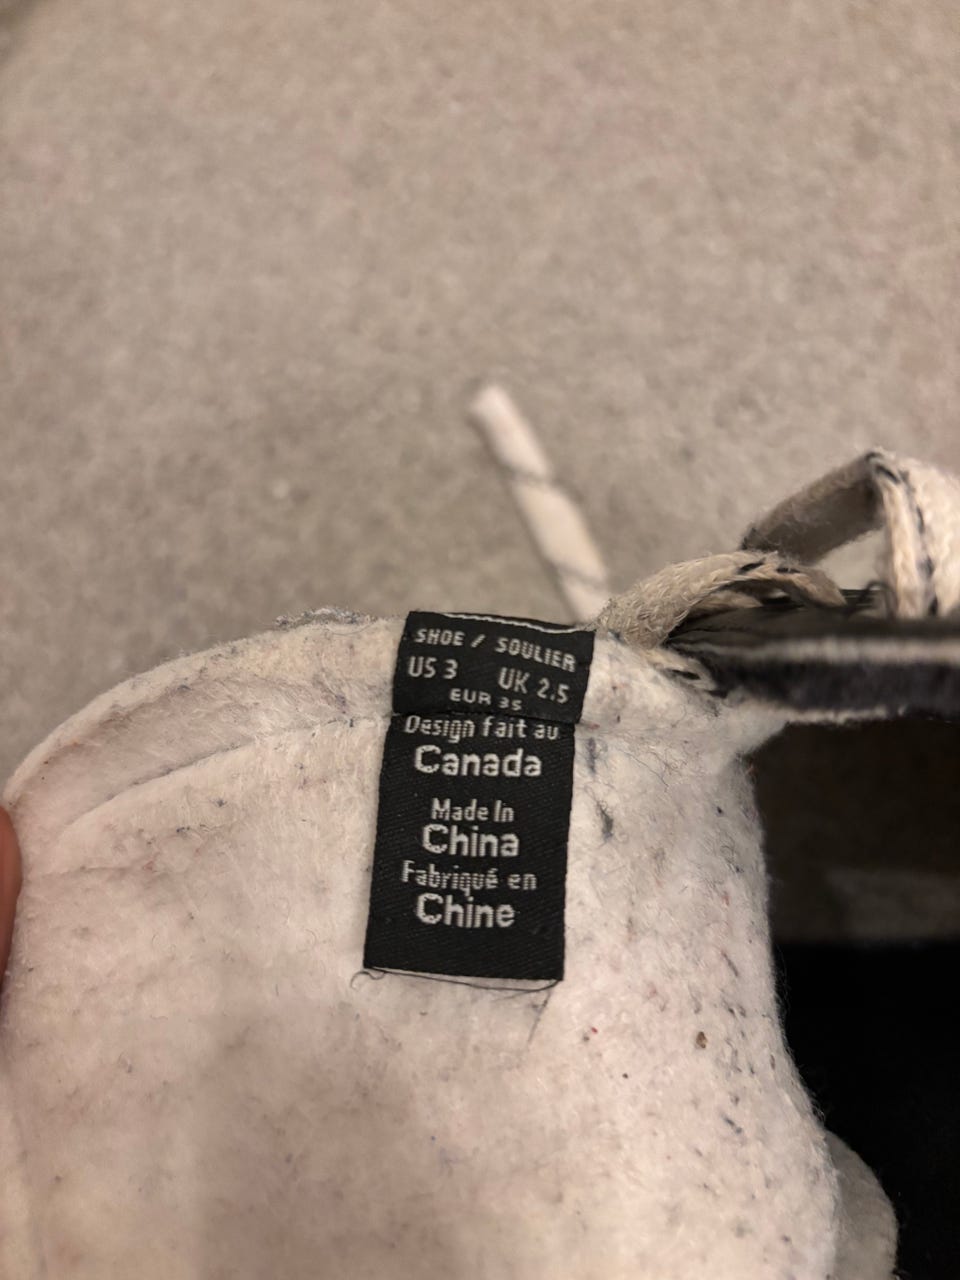 SHOE / SOULIER
US 3 UK 2.5
EUR 35
Design fait au
Canada
Made In
China
Fabriqué en
Chine